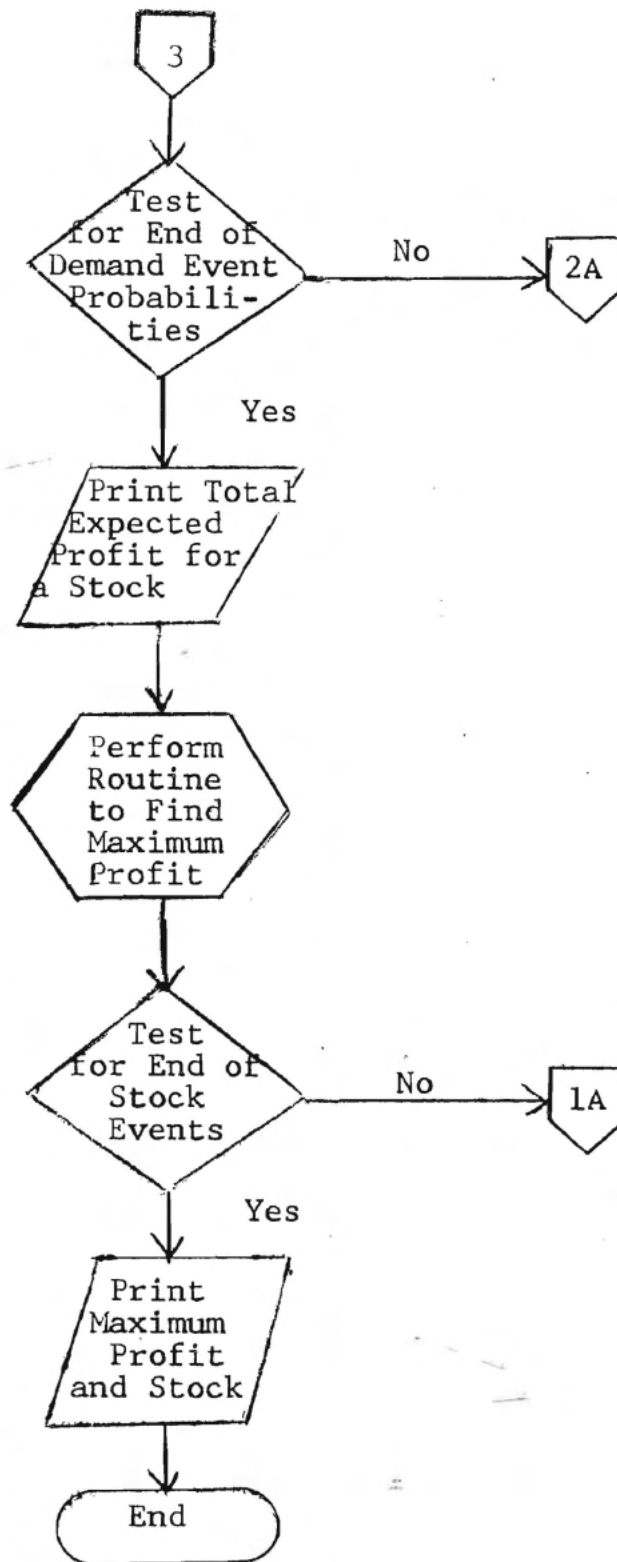 3
Test
for End of
Demand Event
Probabili-
ties
No
2A
Yes
Print Total
Expected
Profit for
a Stock
Perform
Routine
to Find
Maximum
Profit
Test
for End of
Stock
Events
No
1A
Yes
Print
Maximum
Profit
and Stock
End